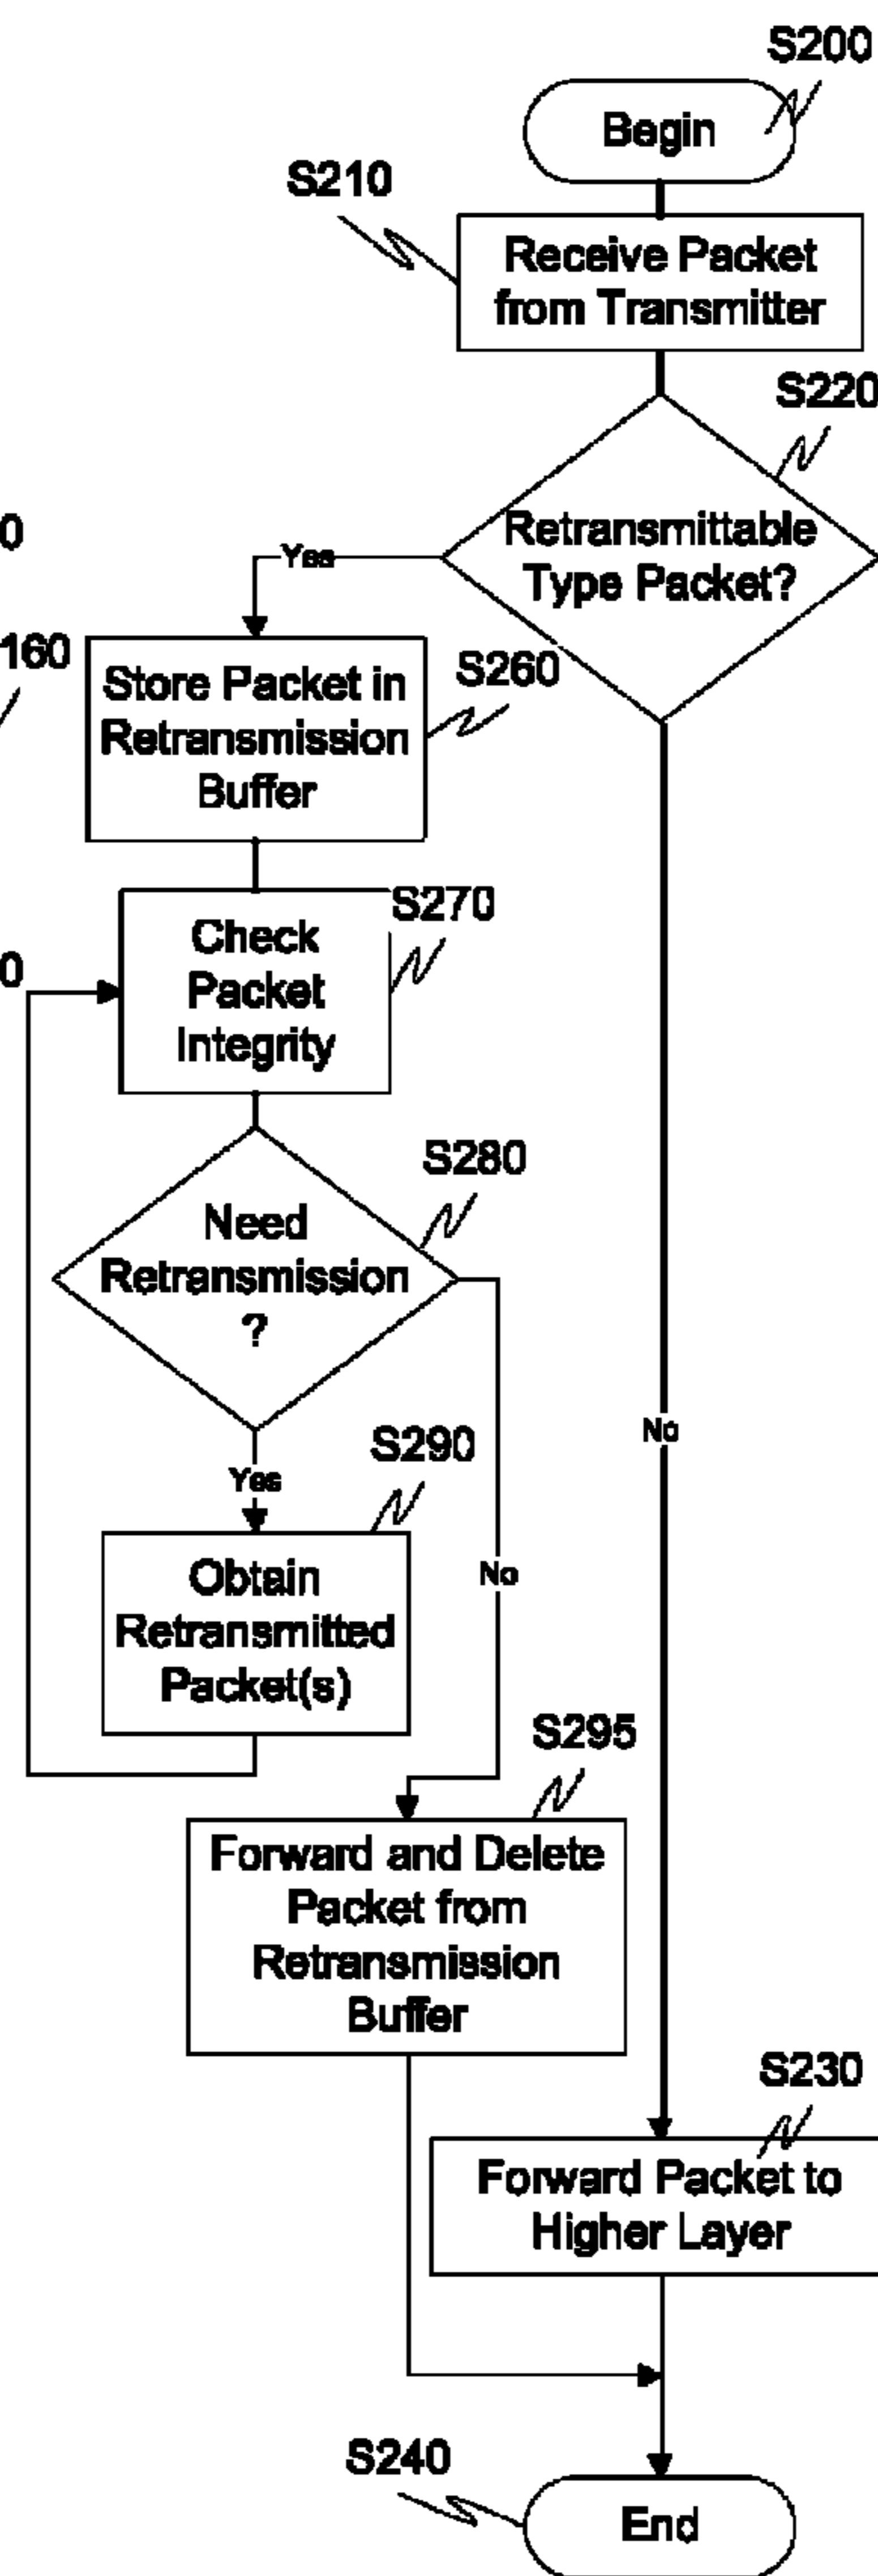 S200
Begin
S210
Receive Packet
from Transmitter
S220
Retransmittable
Type Packet?
0
Yes
160
Store Packet in
Retransmission
Buffer
S260
S270
Check
Packet
Integrity
0
S280
Need
Retransmission
?
No
S290
Yes
Obtain
Retransmitted
Packet(s)
No
S295
Forward and Delete
Packet from
Retransmission
Buffer
S230
Forward Packet to
Higher Layer
S240
End